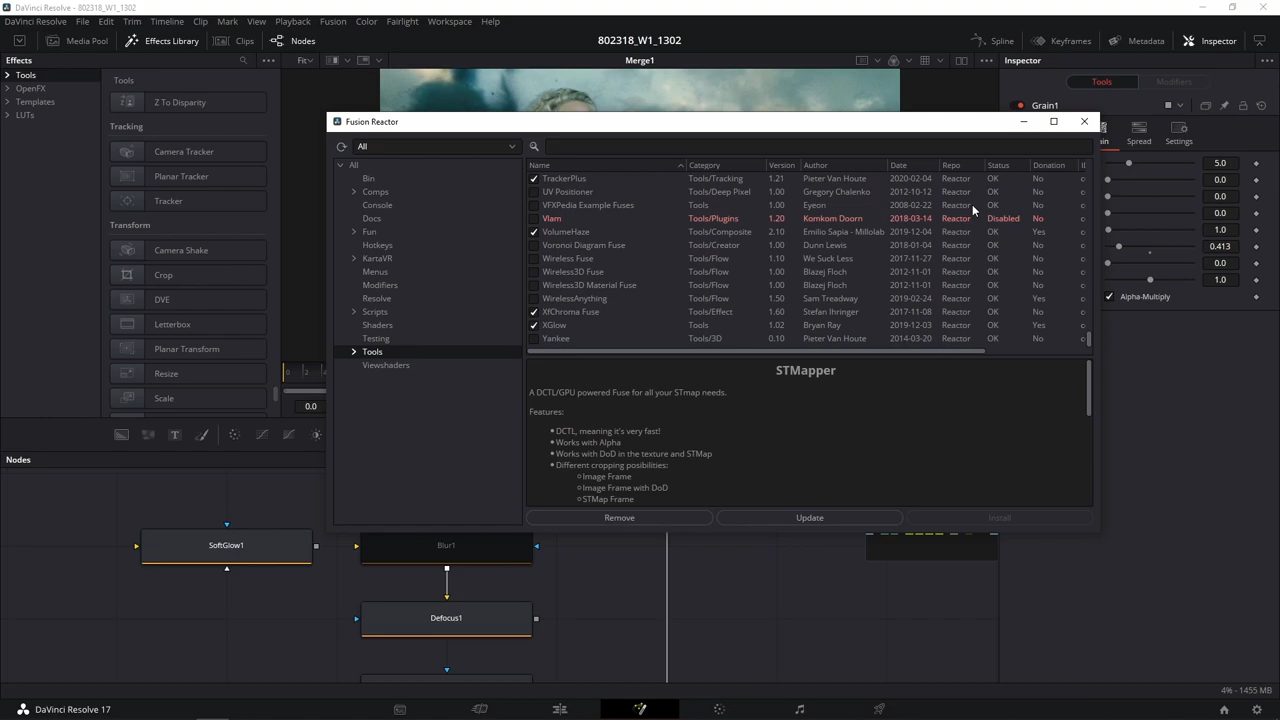 DaVinci Resolve - 802318_W1_1302
DaVinci Resolve File Edit Trim Timeline Clip Mark View Playback Fusion Color Fairlight Workspace Help
Media Pool Effects Library Clips Nodes 802318_W1_1302 Spline Keyframes Metadata Inspector
Effects Fit Merge1 Inspector
Tools
OpenFX
Templates
LUTs
Tools
Z To Disparity
Tracking
Camera Tracker
Planar Tracker
Tracker
Transform
Camera Shake
Crop
DVE
Letterbox
Planar Transform
Resize
Scale
Tools Modifiers
Grain1
Spread Settings
5.0
0.0
0.0
0.0
1.0
0.413
0.0
1.0
Alpha-Multiply
Fusion Reactor
All
All
Bin
Comps
Console
Docs
Fun
Hotkeys
KartaVR
Menus
Modifiers
Resolve
Scripts
Shaders
Testing
Tools
Viewshaders
Name Category Version Author Date Repo Status Donation
TrackerPlus Tools/Tracking 1.21 Pieter Van Houte 2020-02-04 Reactor OK No
UV Positioner Tools/Deep Pixel 1.00 Gregory Chalenko 2012-10-12 Reactor OK No
VFXPedia Example Fuses Tools 1.00 Eyeon 2008-02-22 Reactor OK No
Vlam Tools/Plugins 1.20 Komkom Doorn 2018-03-14 Reactor Disabled No
VolumeHaze Tools/Composite 2.10 Emilio Sapia - Millolab 2019-12-04 Reactor OK Yes
Voronoi Diagram Fuse Tools/Creator 1.00 Dunn Lewis 2018-01-04 Reactor OK No
Wireless Fuse Tools/Flow 1.10 We Suck Less 2017-11-27 Reactor OK No
Wireless3D Fuse Tools/Flow 1.00 Blazej Floch 2012-11-01 Reactor OK No
Wireless3D Material Fuse Tools/Flow 1.00 Blazej Floch 2012-11-01 Reactor OK No
WirelessAnything Tools/Flow 1.50 Sam Treadway 2019-02-24 Reactor OK Yes
XfChroma Fuse Tools/Effect 1.60 Stefan Ihringer 2017-11-08 Reactor OK No
XGlow Tools 1.02 Bryan Ray 2019-12-03 Reactor OK Yes
Yankee Tools/3D 0.10 Pieter Van Houte 2014-03-20 Reactor OK No
STMapper
A DCTL/GPU powered Fuse for all your STmap needs.
Features:
DCTL, meaning it's very fast!
Works with Alpha
Works with DoD in the texture and STMap
Different cropping posibilities:
Image Frame
Image Frame with DoD
STMap Frame
Remove Update Install
0 2 4 6 8
0.0
Nodes
SoftGlow1
Blur1
Defocus1
4% - 1455 MB
DaVinci Resolve 17